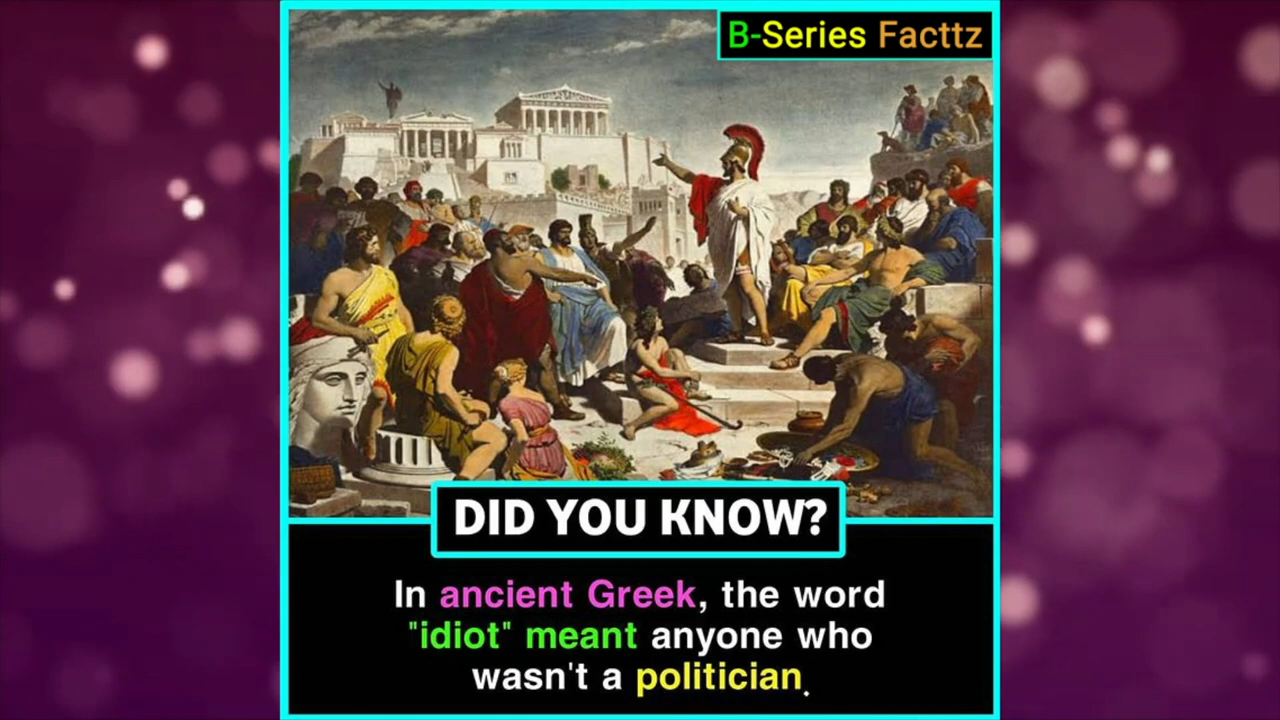 B-Series Facttz
DID YOU KNOW?
In ancient Greek, the word
"idiot" meant anyone who
wasn't a politician.